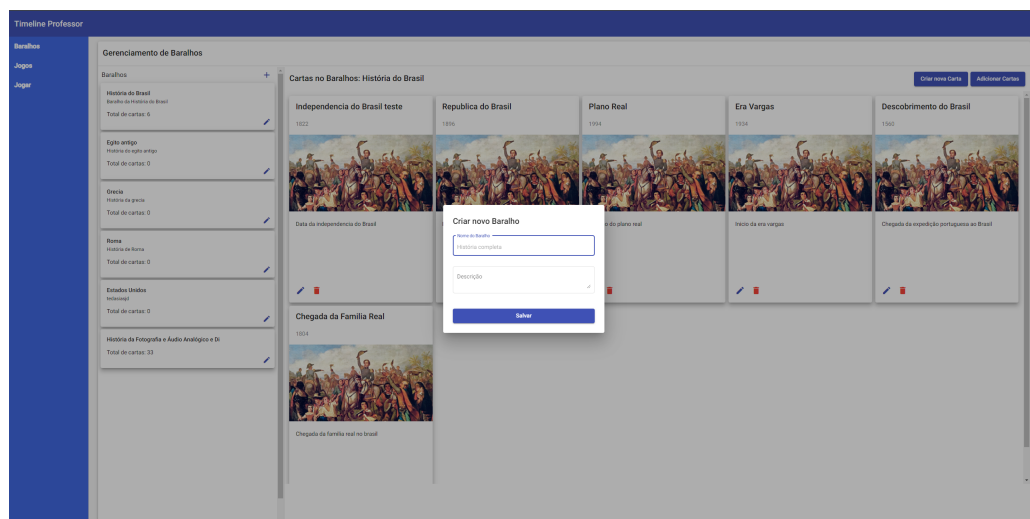 Timeline Professor
Baralhos
Jogos
Jogar
Gerenciamento de Baralhos
Baralhos +
História do Brasil
Baralho da História do Brasil
Total de cartas: 6
Egito antigo
História do egito antigo
Total de cartas: 0
Grecia
História da grecia
Total de cartas: 0
Roma
História de Roma
Total de cartas: 0
Estados Unidos
Total de cartas: 0
História da Fotografia e Áudio Analógico e Di
Total de cartas: 33
Cartas no Baralhos: História do Brasil
Criar nova Carta
Adicionar Cartas
Independencia do Brasil teste
1822
Data da independencia do Brasil
Republica do Brasil
1896
Plano Real
1994
o do plano real
Era Vargas
1934
Inicio da era vargas
Descobrimento do Brasil
1560
Chegada da expedição portuguesa ao Brasil
Chegada da Família Real
1804
Chegada da família real no brasil
Criar novo Baralho
Nome do Baralho
História completa
Descrição
Salvar